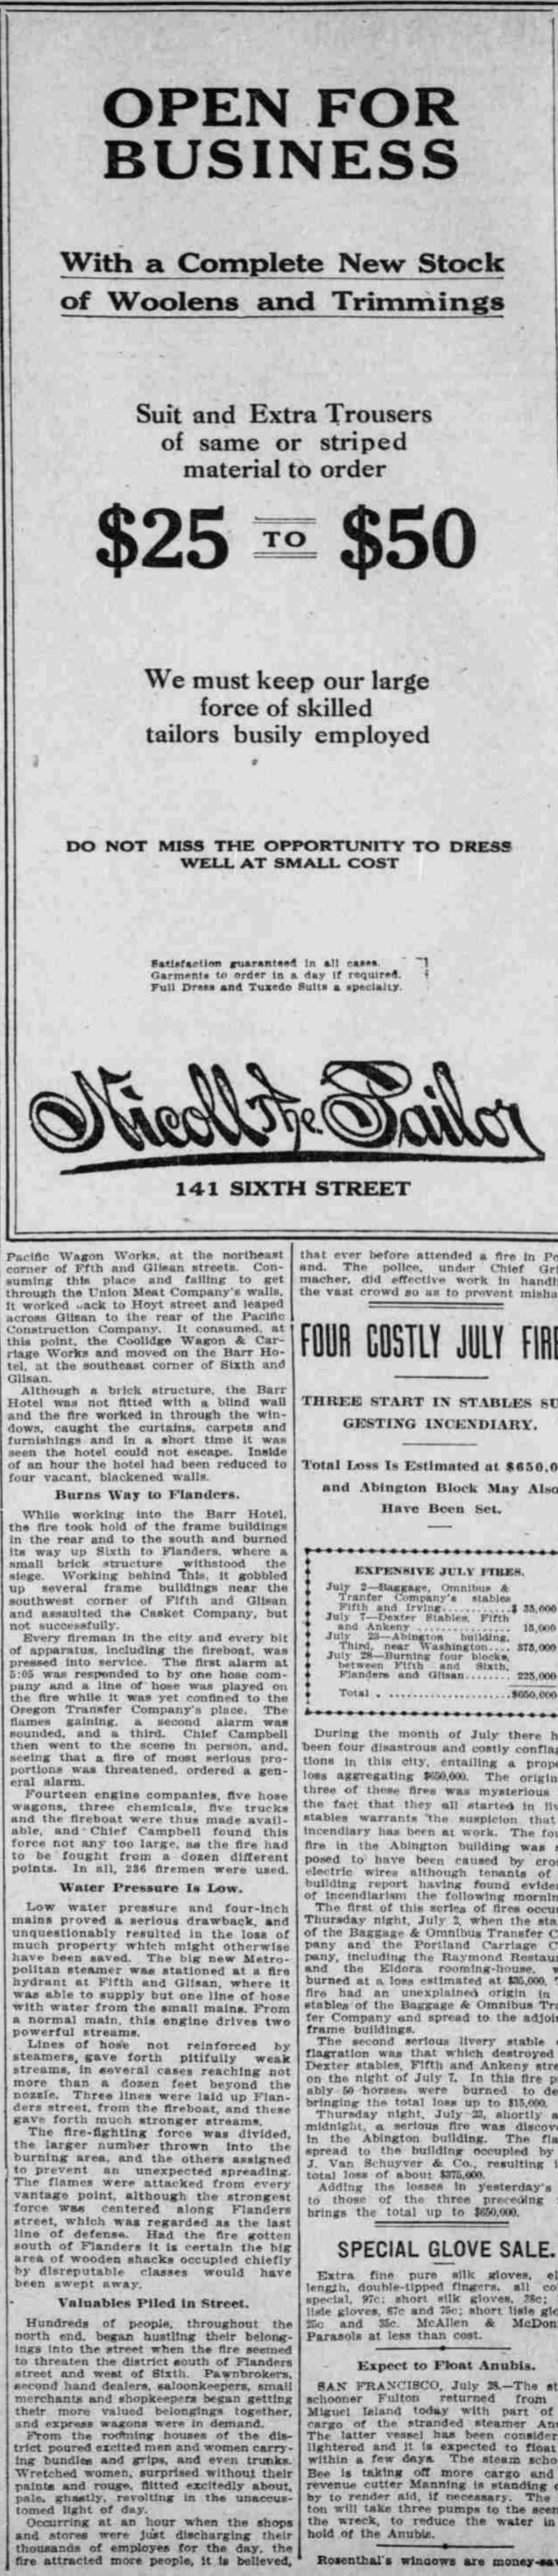 OPEN FOR
BUSINESS
With a Complete New Stock
of Woolens and Trimmings
Suit and Extra Trousers
of same or striped
material to order
$25 TO $50
We must keep our large
force of skilled
tailors busily employed
DO NOT MISS THE OPPORTUNITY TO DRESS
WELL AT SMALL COST
Satisfaction guaranteed in all cases.
Garments to order in a day if required.
Full Dress and Tuxedo Suits a specialty.
Nicoll The Tailor
141 SIXTH STREET
Pacific Wagon Works, at the northeast
corner of Ffth and Glisan streets. Con-
suming this place and failing to get
through the Union Meat Company's walls,
it worked back to Hoyt street and leaped
across Glisan to the rear of the Pacific
Construction Company. It consumed, at
this point, the Coolidge Wagon & Car-
riage Works and moved on the Barr Ho-
tel, at the southeast corner of Sixth and
Glisan.
Although a brick structure, the Barr
Hotel was not fitted with a blind wall
and the fire worked in through the win-
dows, caught the curtains, carpets and
furnishings and in a short time it was
seen the hotel could not escape. Inside
of an hour the hotel had been reduced to
four vacant, blackened walls.
Burns Way to Flanders.
While working into the Barr Hotel,
the fire took hold of the frame buildings
in the rear and to the south and burned
its way up Sixth to Flanders, where a
small brick structure withstood the
siege. Working behind this, it gobbled
up several frame buildings near the
southwest corner of Fifth and Glisan
and assaulted the Casket Company, but
not successfully.
Every fireman in the city and every bit
of apparatus, including the fireboat, was
pressed into service. The first alarm at
5:05 was responded to by one hose com-
pany and a line of hose was played on
the fire while it was yet confined to the
Oregon Transfer Company's place. The
flames gaining, a second alarm was
sounded, and a third. Chief Campbell
then went to the scene in person, and,
seeing that a fire of most serious pro-
portions was threatened, ordered a gen-
eral alarm.
Fourteen engine companies, five hose
wagons, three chemicals, five trucks
and the fireboat were thus made avail-
able, and Chief Campbell found this
force not any too large, as the fire had
to be fought from a dozen different
points. In all, 236 firemen were used.
Water Pressure Is Low.
Low water pressure and four-inch
mains proved a serious drawback, and
unquestionably resulted in the loss of
much property which might otherwise
have been saved. The big new Metro-
politan steamer was stationed at a fire
hydrant at Fifth and Glisan, where it
was able to supply but one line of hose
with water from the small mains. From
a normal main, this engine drives two
powerful streams.
Lines of hose not reinforced by
steamers, gave forth pitifully weak
streams, in several cases reaching not
more than a dozen feet beyond the
nozzle. Three lines were laid up Flan-
ders street, from the fireboat, and these
gave forth much stronger streams.
The fire-fighting force was divided,
the larger number thrown into the
burning area, and the others assigned
to prevent an unexpected spreading.
The flames were attacked from every
vantage point, although the strongest
force was centered along Flanders
street, which was regarded as the last
line of defense. Had the fire gotten
south of Flanders it is certain the big
area of wooden shacks occupied chiefly
by disreputable classes would have
been swept away.
Valuables Piled in Street.
Hundreds of people, throughout the
north end, began hustling their belong-
ings into the street when the fire seemed
to threaten the district south of Flanders
street and west of Sixth. Pawnbrokers,
second hand dealers, saloonkeepers, small
merchants and shopkeepers began getting
their more valued belongings together,
and express wagons were in demand.
From the rooming houses of the dis-
trict poured excited men and women carry-
ing bundles and grips, and even trunks.
Wretched women, surprised without their
paints and rouge, flitted excitedly about,
pale, ghastly, revolting in the unaccus-
tomed light of day.
Occurring at an hour when the shops
and stores were just discharging their
thousands of employes for the day, the
fire attracted more people, it is believed,
that ever before attended a fire in Po
and. The police, under Chief Gri
macher, did effective work in handli
the vast crowd so as to prevent misha
FOUR COSTLY JULY FIRE
THREE START IN STABLES SU
GESTING INCENDIARY.
Total Loss Is Estimated at $650,0
and Abington Block May Also
Have Been Set.
EXPENSIVE JULY FIRES.
July 2—Baggage, Omnibus &
Tranfer Company's stables
Fifth and Irving..........$ 35,000
July 7—Dexter Stables, Fifth
and Ankeny .............. 15,000
July 23—Abington building,
Third, near Washington.... 375,000
July 28—Burning four blocks,
between Fifth and Sixth,
Flanders and Glisan....... 225,000
Total . ....................$650,000
During the month of July there h
been four disastrous and costly conflag
tions in this city, entailing a prope
loss aggregating $650,000. The origin
three of these fires was mysterious
the fact that they all started in liv
stables warrants the suspicion that
incendiary has been at work. The fou
fire in the Abington building was s
posed to have been caused by cros
electric wires although tenants of
building report having found eviden
of incendiarism the following mornin
The first of this series of fires occur
Thursday night, July 2, when the sta
of the Baggage & Omnibus Transfer C
pany and the Portland Carriage C
pany, including the Raymond Restau
and the Eldora rooming-house, w
burned at a loss estimated at $35,000.
fire had an unexplained origin in
stables of the Baggage & Omnibus Tra
fer Company and spread to the adjoin
frame buildings.
The second serious livery stable c
flagration was that which destroyed
Dexter stables, Fifth and Ankeny stre
on the night of July 7. In this fire p
ably 50 horses were burned to de
bringing the total loss up to $15,000.
Thursday night, July 23, shortly a
midnight, a serious fire was discov
in the Abington building. The fla
spread to the building occupied by
J. Van Schuyver & Co., resulting i
total loss of about $375,000.
Adding the losses in yesterday's
to those of the three preceding
brings the total up to $650,000.
SPECIAL GLOVE SALE.
Extra fine pure silk gloves, el
length, double-tipped fingers, all co
special, 97c; short silk gloves, 38c;
lisle gloves, 67c and 75c; short lisle glo
25c and 35c. McAllen & McDon
Parasols at less than cost.
Expect to Float Anubis.
SAN FRANCISCO, July 28.—The st
schooner Fulton returned from
Miguel Island today with part of
cargo of the stranded steamer Anu
The latter vessel has been consider
lightered and it is expected to float
within a few days. The steam scho
Bee is taking off more cargo and
revenue cutter Manning is standing c
by to render aid, if necessary. The
ton will take three pumps to the scen
the wreck, to reduce the water in
hold of the Anubis.
Rosenthal's windows are money-sa